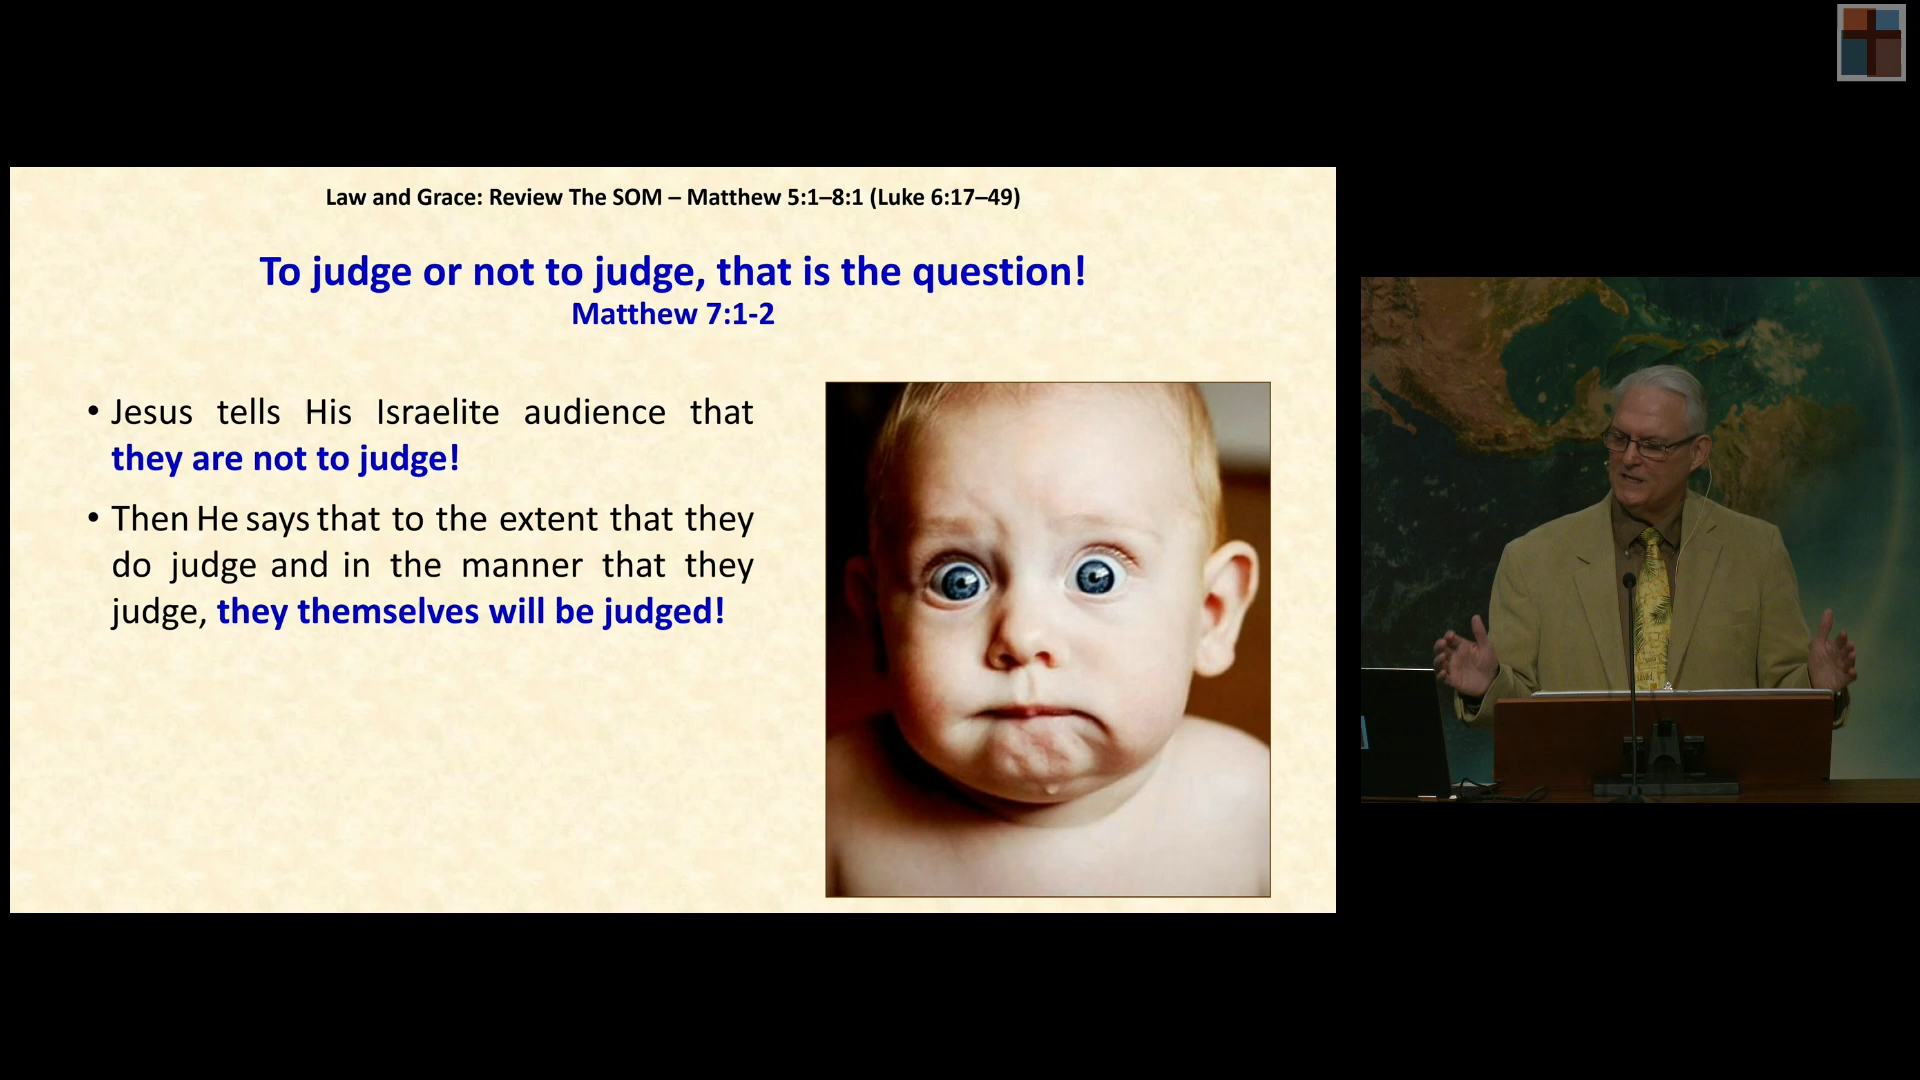 Law and Grace: Review The SOM – Matthew 5:1–8:1 (Luke 6:17–49)
To judge or not to judge, that is the question!
Matthew 7:1-2
• Jesus tells His Israelite audience that
they are not to judge!
• Then He says that to the extent that they
do judge and in the manner that they
judge, they themselves will be judged!